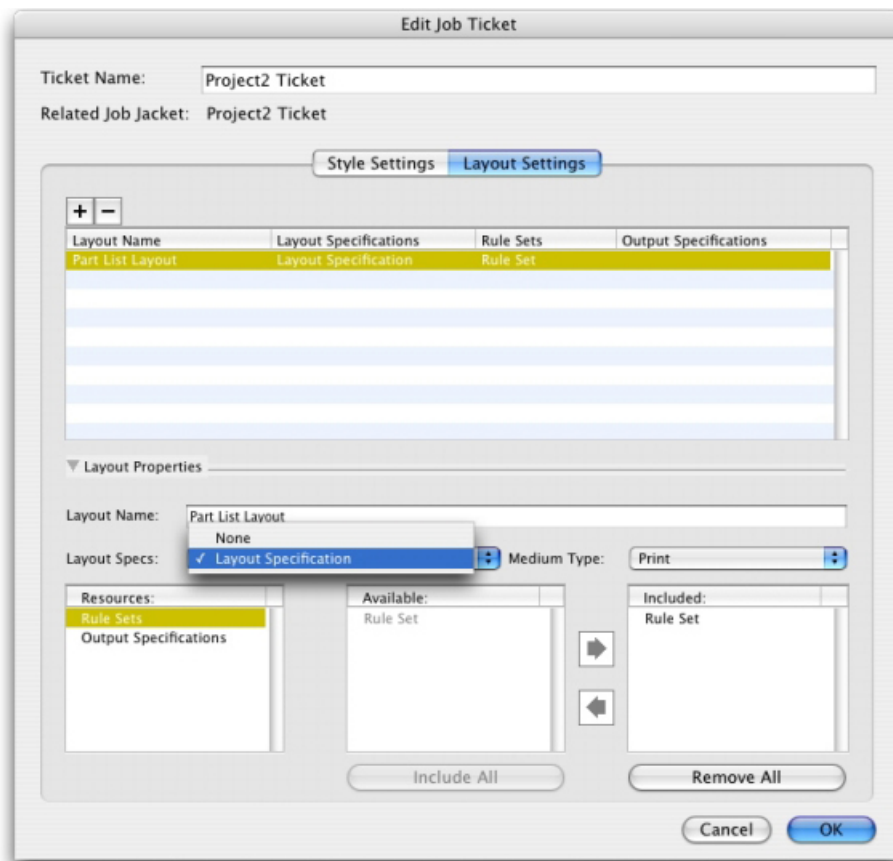 Edit Job Ticket
Ticket Name: Project2 Ticket
Related Job Jacket: Project2 Ticket
Style Settings Layout Settings
+ −
Layout Name Layout Specifications Rule Sets Output Specifications
Part List Layout Layout Specification Rule Set
Layout Properties
Layout Name: Part List Layout
None
Layout Specs: ✓ Layout Specification Medium Type: Print
Resources: Available: Included:
Rule Sets Rule Set Rule Set
Output Specifications
Include All Remove All
Cancel OK